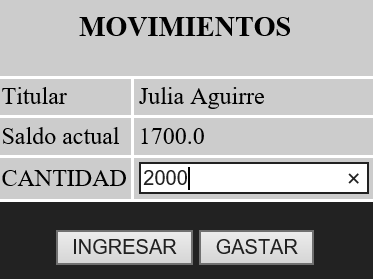 MOVIMIENTOS
Titular Julia Aguirre
Saldo actual 1700.0
CANTIDAD 2000 ×
INGRESAR GASTAR